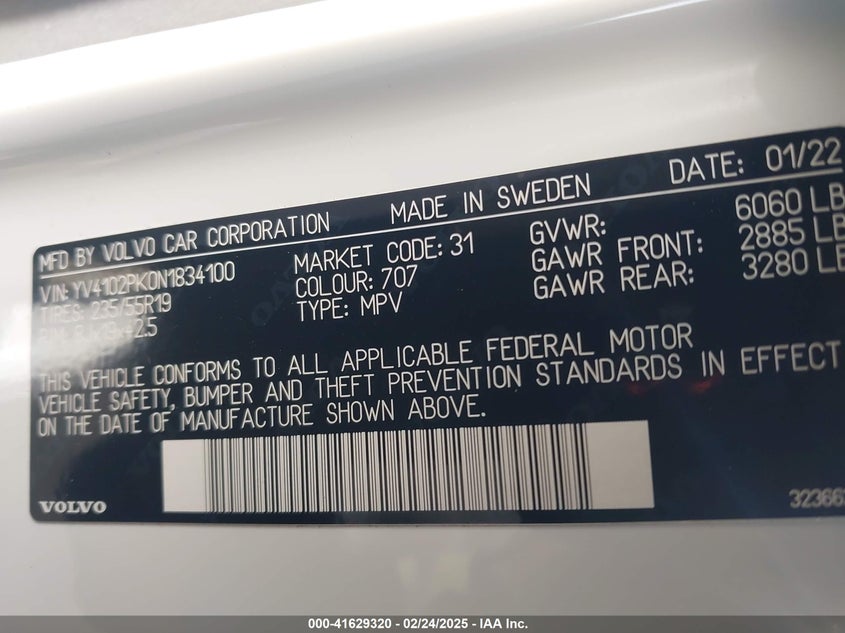 MFD BY VOLVO CAR CORPORATION MADE IN SWEDEN DATE: 01/22
VIN: YV4102PK0N1834100 MARKET CODE: 31 GVWR: 6060 LB
TIRES: 235/55R19 COLOUR: 707 GAWR FRONT: 2885 LB
TYPE: MPV GAWR REAR: 3280 LB
THIS VEHICLE CONFORMS TO ALL APPLICABLE FEDERAL MOTOR
VEHICLE SAFETY, BUMPER AND THEFT PREVENTION STANDARDS IN EFFECT
ON THE DATE OF MANUFACTURE SHOWN ABOVE.
VOLVO
000-41629320 - 02/24/2025 - IAA Inc.